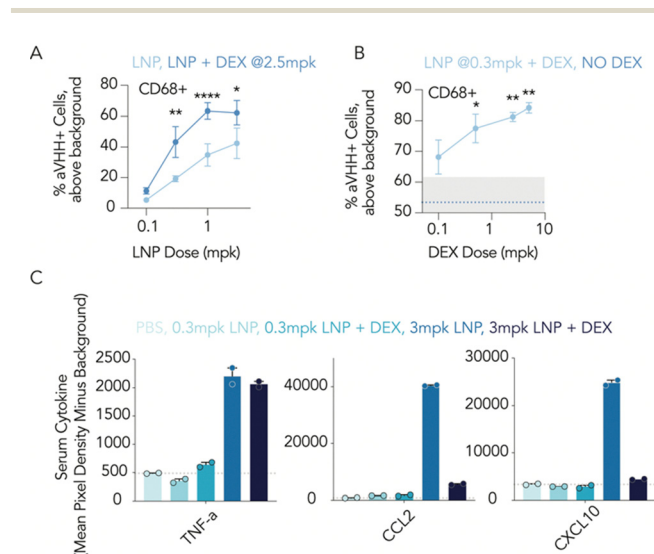 A
LNP, LNP + DEX @2.5mpk
% aVHH+ Cells,
above background
80
60
40
20
0
CD68+
**
****
*
0.1
1
LNP Dose (mpk)
B
LNP @0.3mpk + DEX, NO DEX
% aVHH+ Cells,
above background
90
80
70
60
50
CD68+
*
**
**
0.1
1
10
DEX Dose (mpk)
C
PBS, 0.3mpk LNP, 0.3mpk LNP + DEX, 3mpk LNP, 3mpk LNP + DEX
Serum Cytokine
(Mean Pixel Density Minus Background)
2500
2000
1500
1000
500
0
TNF-a
40000
20000
0
CCL2
30000
20000
10000
0
CXCL10